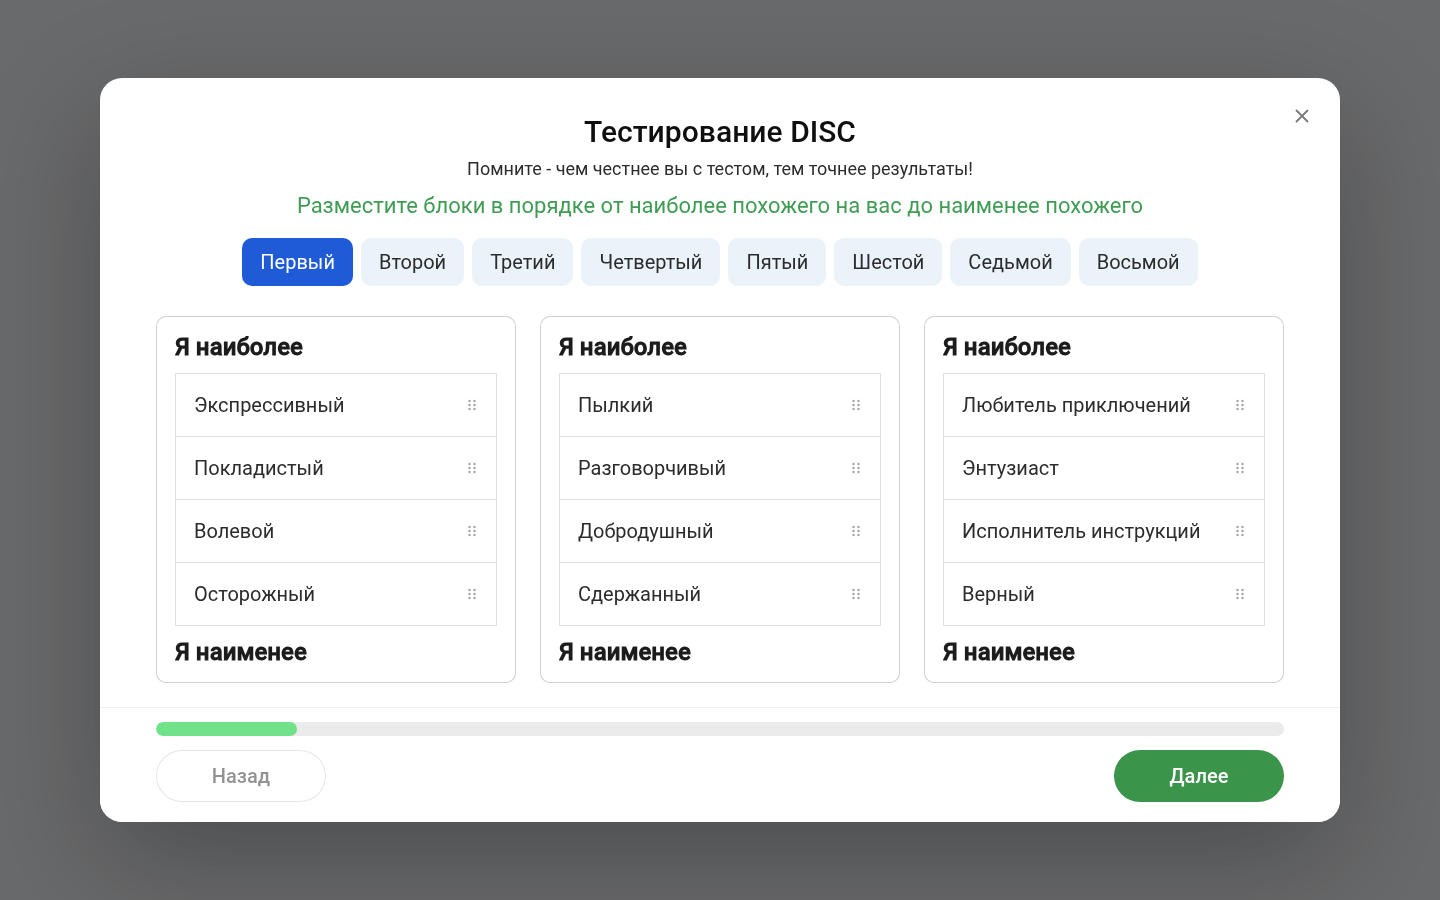 Тестирование DISC
Помните - чем честнее вы с тестом, тем точнее результаты!
Разместите блоки в порядке от наиболее похожего на вас до наименее похожего
Первый
Второй
Третий
Четвертый
Пятый
Шестой
Седьмой
Восьмой
Я наиболее
Экспрессивный
Покладистый
Волевой
Осторожный
Я наименее
Я наиболее
Пылкий
Разговорчивый
Добродушный
Сдержанный
Я наименее
Я наиболее
Любитель приключений
Энтузиаст
Исполнитель инструкций
Верный
Я наименее
Назад
Далее